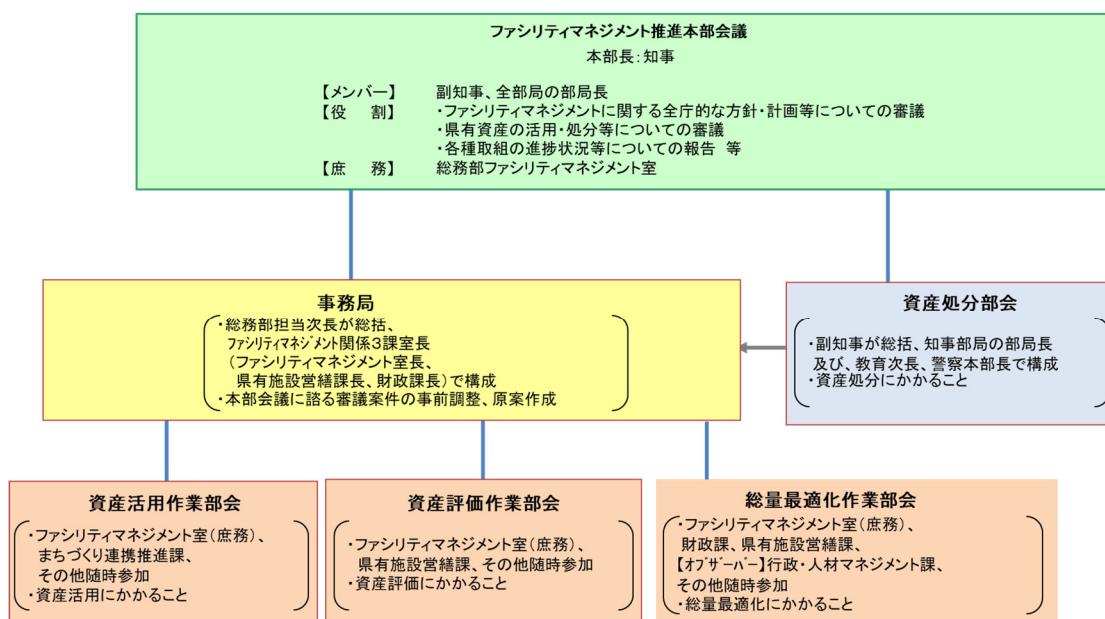 ファシリティマネジメント推進本部会議
本部長：知事
【メンバー】 副知事、全部局の部局長
【役 割】 ・ファシリティマネジメントに関する全庁的な方針・計画等についての審議
・県有資産の活用・処分等についての審議
・各種取組の進捗状況等についての報告 等
【庶 務】 総務部ファシリティマネジメント室
事務局
・総務部担当次長が総括、
ﾌｧｼﾘﾃｨﾏﾈｼﾞﾒﾝﾄ関係３課室長
（ファシリティマネジメント室長、
県有施設営繕課長、財政課長）で構成
・本部会議に諮る審議案件の事前調整、原案作成
資産処分部会
・副知事が総括、知事部局の部局長
及び、教育次長、警察本部長で構成
・資産処分にかかること
資産活用作業部会
・ファシリティマネジメント室（庶務）、
まちづくり連携推進課、
その他随時参加
・資産活用にかかること
資産評価作業部会
・ファシリティマネジメント室（庶務）、
県有施設営繕課、その他随時参加
・資産評価にかかること
総量最適化作業部会
・ファシリティマネジメント室（庶務）、
財政課、県有施設営繕課、
【ｵﾌﾞｻﾞｰﾊﾞｰ】行政・人材マネジメント課、
その他随時参加
・総量最適化にかかること